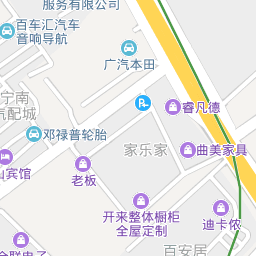 服务有限公司
百车汇汽车
音响导航
广汽本田
宁南
汽配城
睿凡德
邓禄普轮胎
家乐家
曲美家具
宾馆
老板
开来整体橱柜
全屋定制
迪卡侬
百安居